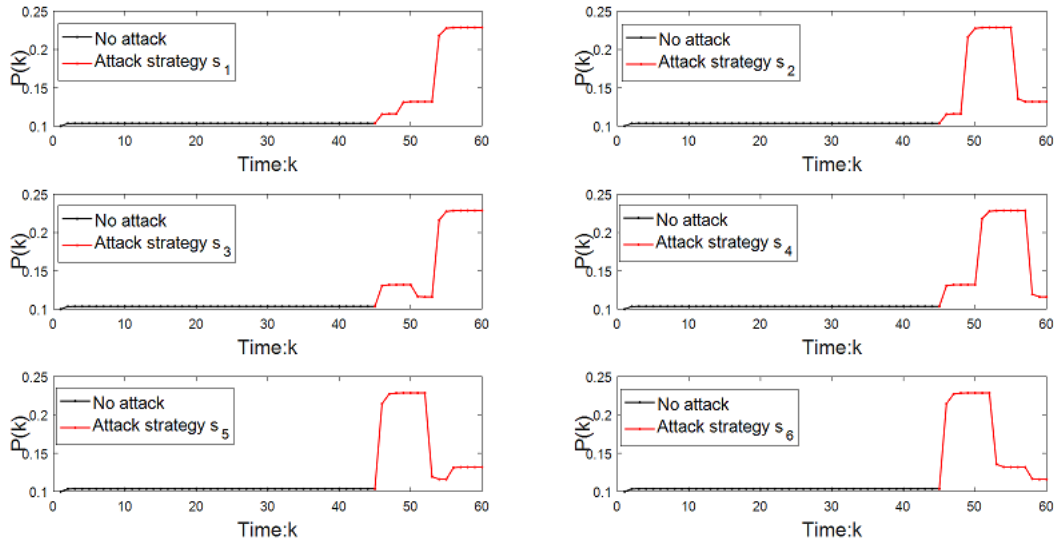 0.25
0.2
0.15
0.1
P(k)
No attack
Attack strategy s1
0 10 20 30 40 50 60
Time:k
0.25
0.2
0.15
0.1
P(k)
No attack
Attack strategy s2
0 10 20 30 40 50 60
Time:k
0.25
0.2
0.15
0.1
P(k)
No attack
Attack strategy s3
0 10 20 30 40 50 60
Time:k
0.25
0.2
0.15
0.1
P(k)
No attack
Attack strategy s4
0 10 20 30 40 50 60
Time:k
0.25
0.2
0.15
0.1
P(k)
No attack
Attack strategy s5
0 10 20 30 40 50 60
Time:k
0.25
0.2
0.15
0.1
P(k)
No attack
Attack strategy s6
0 10 20 30 40 50 60
Time:k